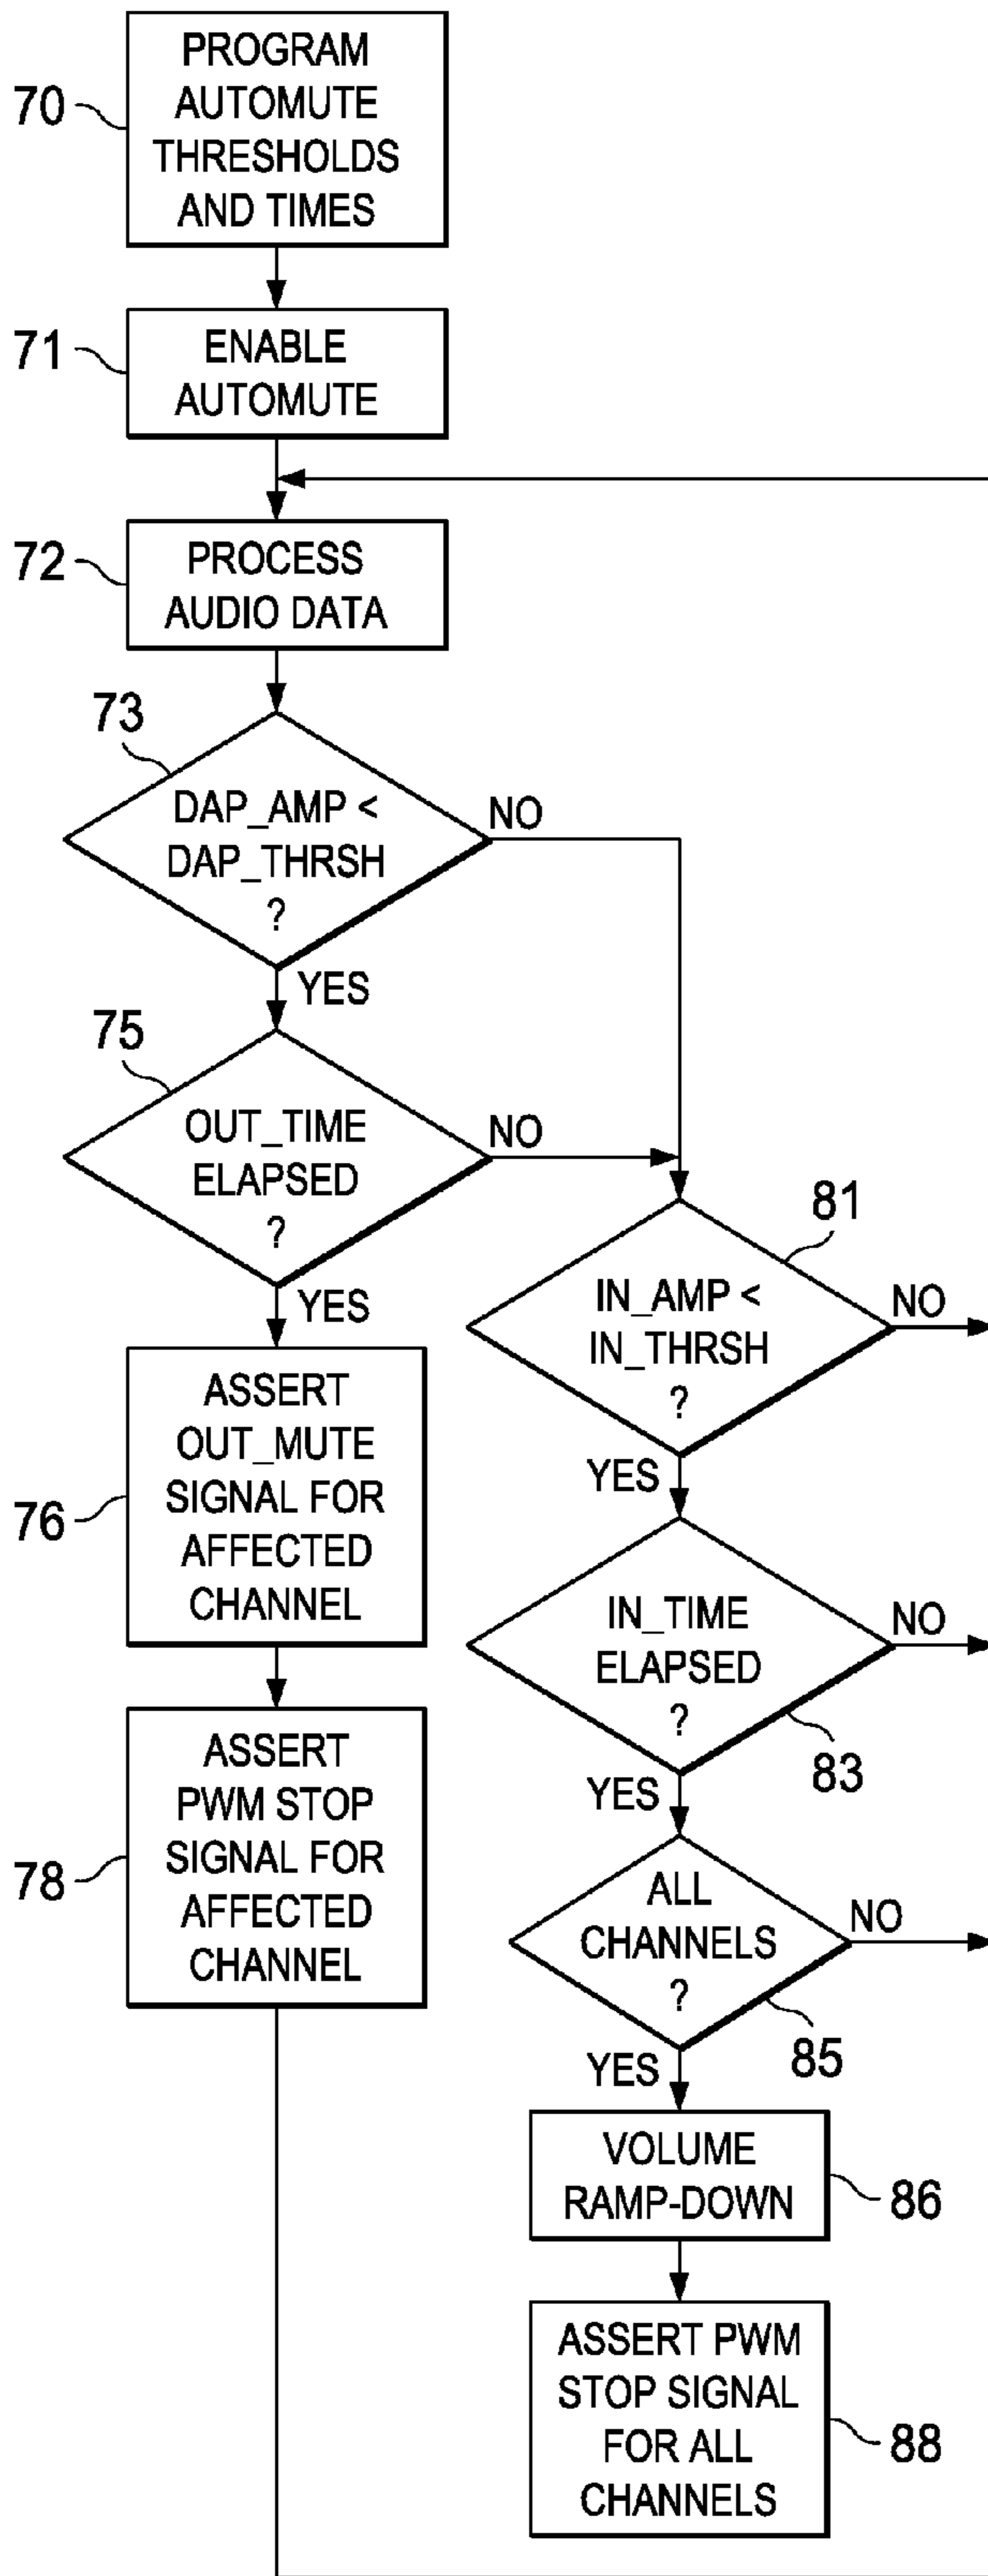 70
PROGRAM
AUTOMUTE
THRESHOLDS
AND TIMES
71
ENABLE
AUTOMUTE
72
PROCESS
AUDIO DATA
73
DAP_AMP <
DAP_THRSH
?
NO
YES
75
OUT_TIME
ELAPSED
?
NO
YES
76
ASSERT
OUT_MUTE
SIGNAL FOR
AFFECTED
CHANNEL
78
ASSERT
PWM STOP
SIGNAL FOR
AFFECTED
CHANNEL
81
IN_AMP <
IN_THRSH
?
NO
YES
IN_TIME
ELAPSED
?
NO
83
YES
ALL
CHANNELS
?
NO
85
YES
VOLUME
RAMP-DOWN
86
ASSERT PWM
STOP SIGNAL
FOR ALL
CHANNELS
88